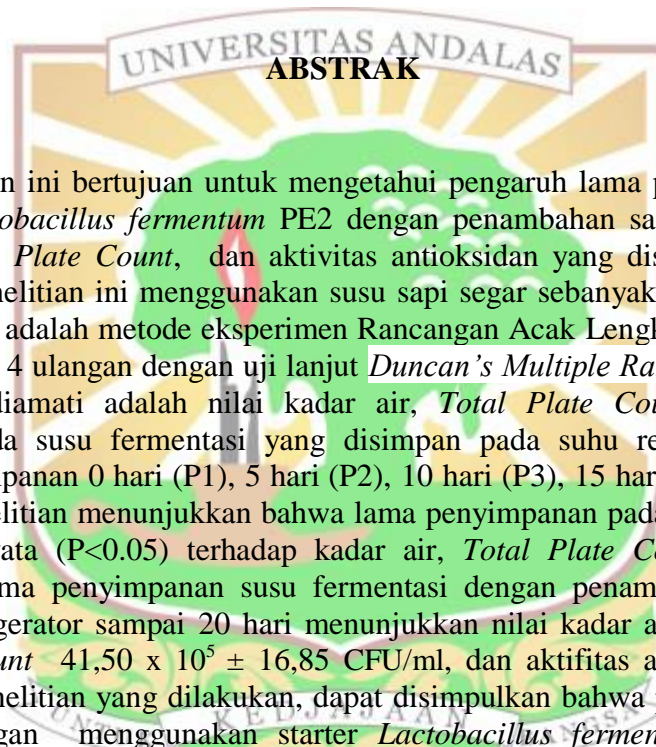 UNIVERSITAS ANDALAS
ABSTRAK
n ini bertujuan untuk mengetahui pengaruh lama p
obacillus fermentum PE2 dengan penambahan sa
Plate Count, dan aktivitas antioksidan yang dis
nelitian ini menggunakan susu sapi segar sebanyak
adalah metode eksperimen Rancangan Acak Lengk
4 ulangan dengan uji lanjut Duncan's Multiple Ra
diamati adalah nilai kadar air, Total Plate Cou
da susu fermentasi yang disimpan pada suhu re
mpanan 0 hari (P1), 5 hari (P2), 10 hari (P3), 15 har
elitian menunjukkan bahwa lama penyimpanan pada
yata (P<0.05) terhadap kadar air, Total Plate Co
ma penyimpanan susu fermentasi dengan penam
gerator sampai 20 hari menunjukkan nilai kadar a
unt 41,50 x 10⁵ ± 16,85 CFU/ml, dan aktifitas a
nelitian yang dilakukan, dapat disimpulkan bahwa
gan menggunakan starter Lactobacillus fermen